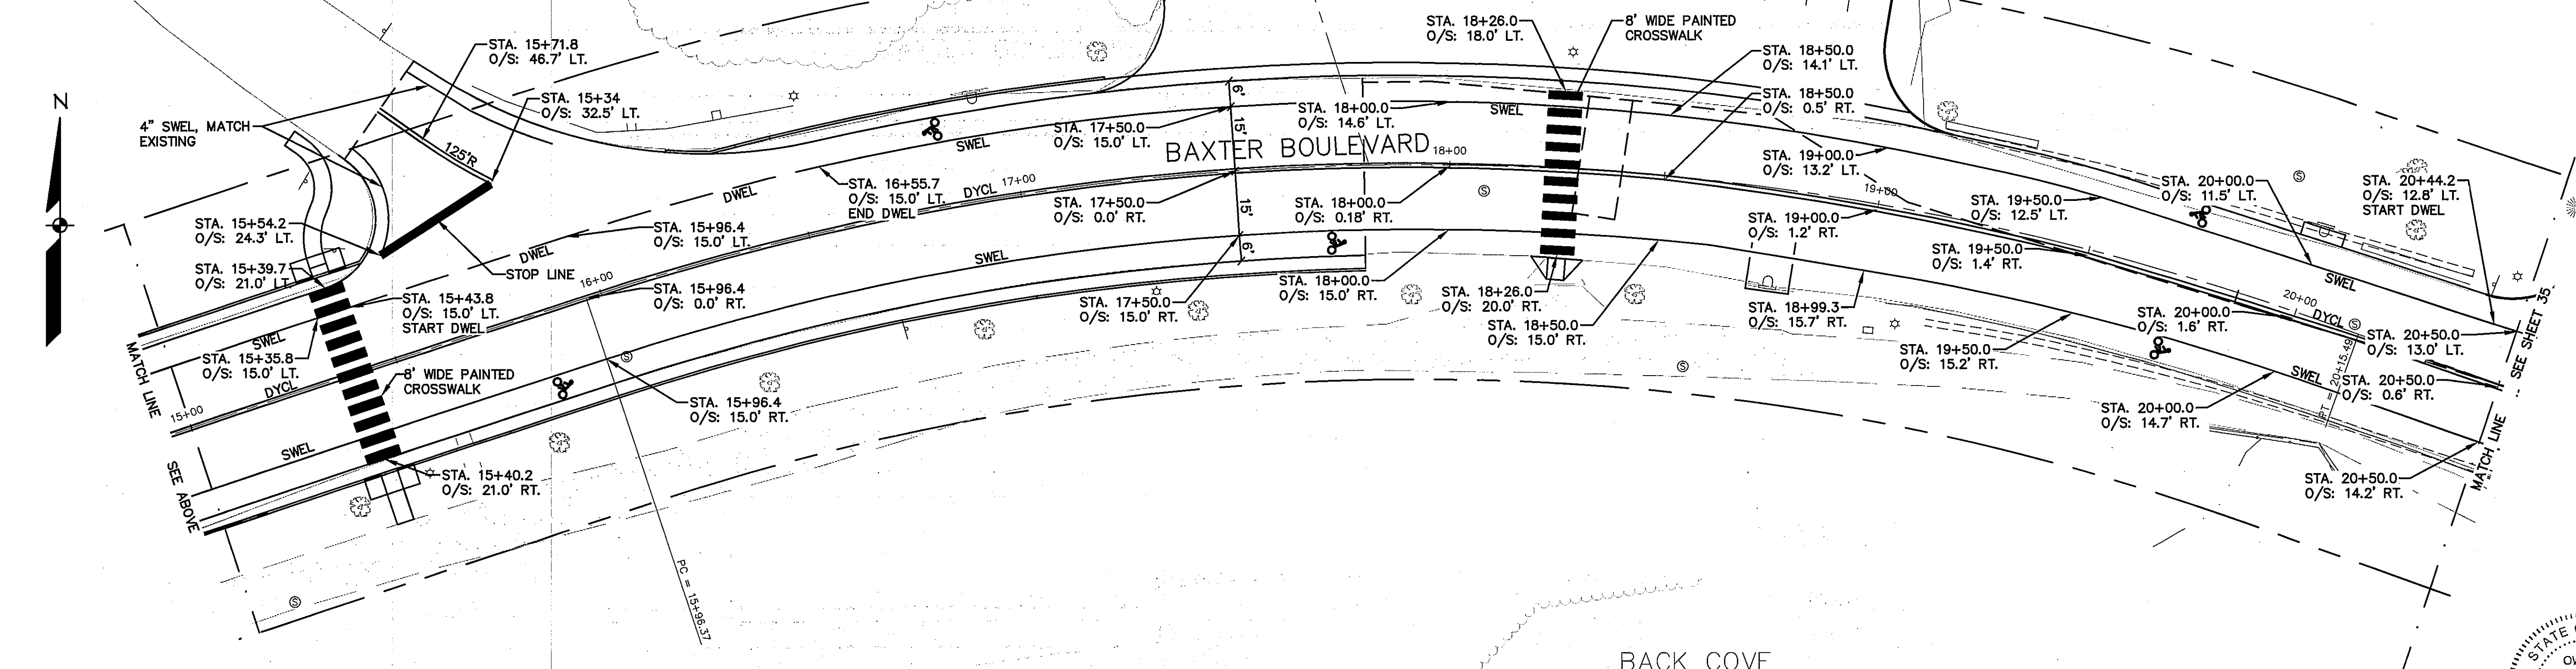 N
STA. 15+71.8
O/S: 46.7' LT.
STA. 15+34
O/S: 32.5' LT.
4" SWEL, MATCH
EXISTING
125'R
STA. 15+54.2
O/S: 24.3' LT.
STOP LINE
STA. 15+39.7
O/S: 21.0' LT.
STA. 15+43.8
O/S: 15.0' LT.
START DWEL
STA. 15+35.8
O/S: 15.0' LT.
SWEL
DYCL
15+00
MATCH LINE
SEE ABOVE
8' WIDE PAINTED
CROSSWALK
SWEL
STA. 15+40.2
O/S: 21.0' RT.
DWEL
16+00
STA. 15+96.4
O/S: 15.0' LT.
STA. 15+96.4
O/S: 0.0' RT.
STA. 15+96.4
O/S: 15.0' RT.
PC = 15+96.37
DWEL
STA. 16+55.7
O/S: 15.0' LT.
END DWEL
DYCL
17+00
SWEL
SWEL
STA. 17+50.0
O/S: 15.0' LT.
STA. 17+50.0
O/S: 0.0' RT.
STA. 17+50.0
O/S: 15.0' RT.
6'
15'
15'
6'
BAXTER BOULEVARD
18+00
STA. 18+00.0
O/S: 14.6' LT.
STA. 18+00.0
O/S: 0.18' RT.
STA. 18+00.0
O/S: 15.0' RT.
STA. 18+26.0
O/S: 18.0' LT.
8' WIDE PAINTED
CROSSWALK
SWEL
STA. 18+26.0
O/S: 20.0' RT.
STA. 18+50.0
O/S: 14.1' LT.
STA. 18+50.0
O/S: 0.5' RT.
STA. 18+50.0
O/S: 15.0' RT.
STA. 19+00.0
O/S: 13.2' LT.
19+00
STA. 19+00.0
O/S: 1.2' RT.
STA. 18+99.3
O/S: 15.7' RT.
STA. 19+50.0
O/S: 12.5' LT.
STA. 19+50.0
O/S: 1.4' RT.
STA. 19+50.0
O/S: 15.2' RT.
STA. 20+00.0
O/S: 11.5' LT.
STA. 20+00.0
O/S: 1.6' RT.
STA. 20+00.0
O/S: 14.7' RT.
20+00
DYCL
SWEL
SWEL
PT = 20+15.49
STA. 20+44.2
O/S: 12.8' LT.
START DWEL
STA. 20+50.0
O/S: 13.0' LT.
STA. 20+50.0
O/S: 0.6' RT.
STA. 20+50.0
O/S: 14.2' RT.
MATCH LINE
SEE SHEET 35
BACK COVE
STATE